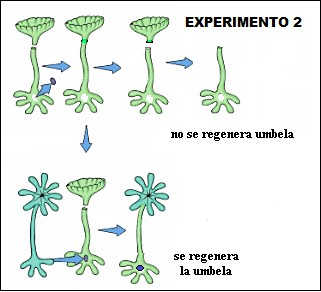 EXPERIMENTO 2
no se regenera umbela
se regenera
la umbela